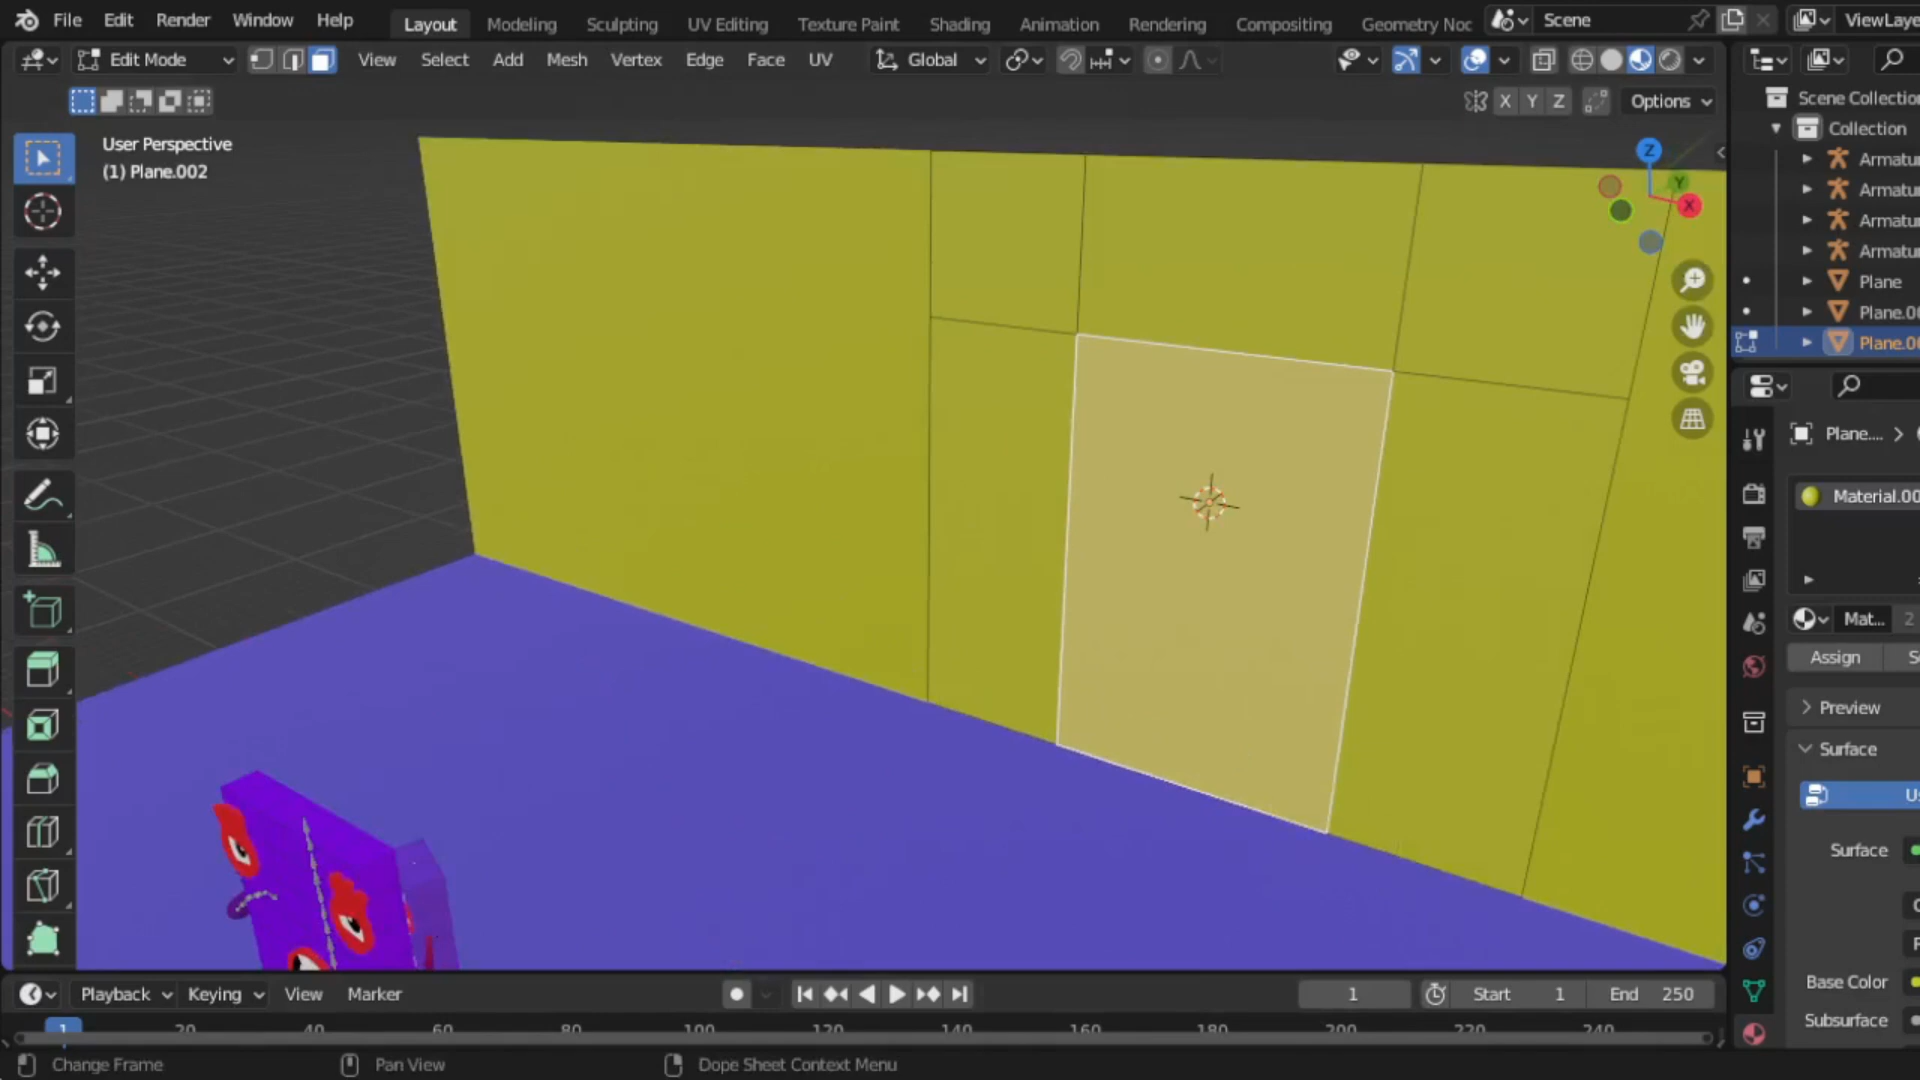 File Edit Render Window Help Layout Modeling Sculpting UV Editing Texture Paint Shading Animation Rendering Compositing Geometry Noc Scene ViewLaye
Edit Mode View Select Add Mesh Vertex Edge Face UV Global
X Y Z Options
User Perspective
(1) Plane.002
Z
Y
X
Scene Collection
Collection
Armatu
Armatu
Armatu
Armatu
Plane
Plane.0
Plane.00
Plane....
Material.00
Mat... 2
Assign S
Preview
Surface
Us
Surface
Base Color
Subsurface
Playback Keying View Marker 1 Start 1 End 250
1 20 40 60 80 100 120 140 160 180 200 220 240
Change Frame Pan View Dope Sheet Context Menu